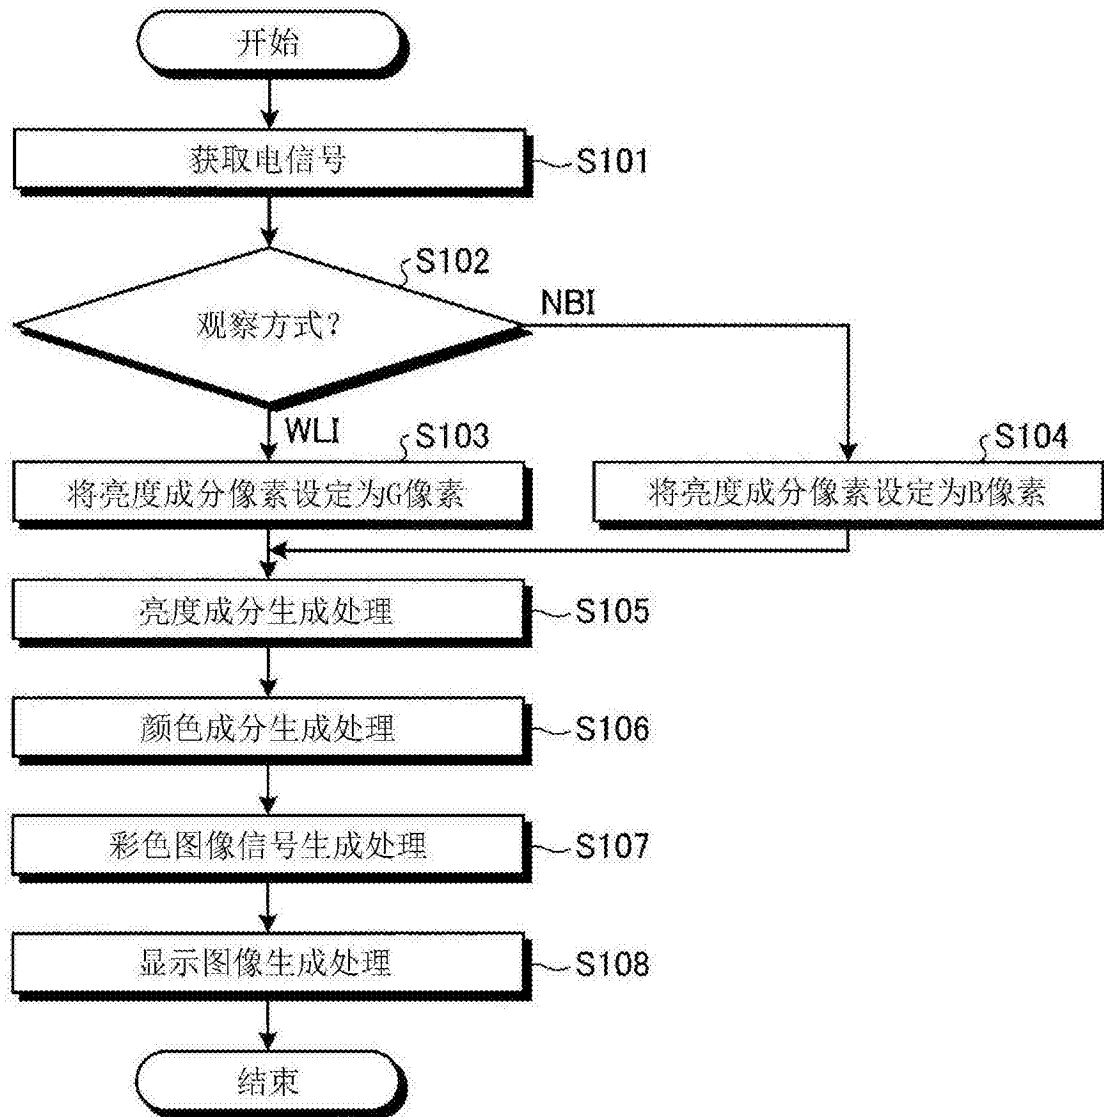 开始
获取电信号
S101
S102
观察方式?
NBI
WLI
S103
将亮度成分像素设定为G像素
S104
将亮度成分像素设定为B像素
亮度成分生成处理
S105
颜色成分生成处理
S106
彩色图像信号生成处理
S107
显示图像生成处理
S108
结束